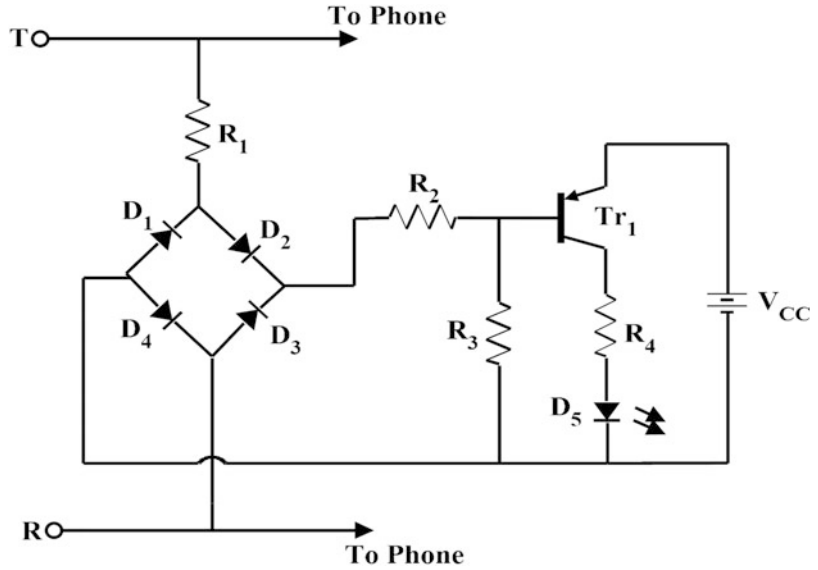 To Phone
T
R1
R2
D1
D2
Tr1
VCC
D4
D3
R3
R4
D5
R
To Phone